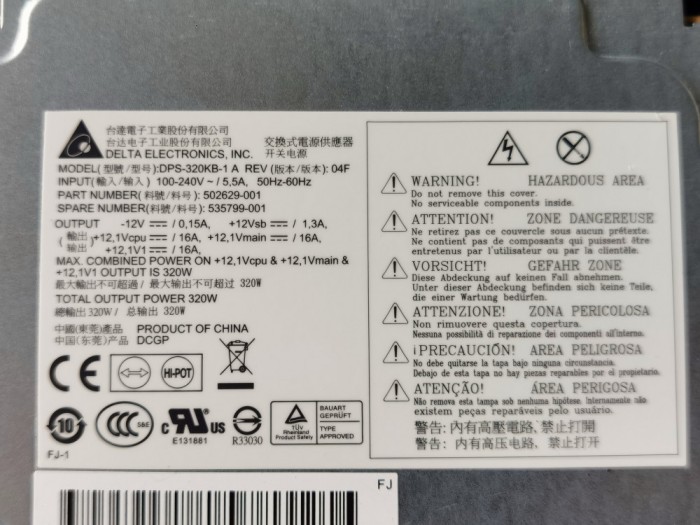 台達電子工業股份有限公司
台达电子工业股份有限公司
DELTA ELECTRONICS, INC.
交換式電源供應器
开关电源
MODEL(型號/型号):DPS-320KB-1 A REV (版本/版本): 04F
INPUT(輸入/输入) 100-240V~ / 5,5A, 50Hz-60Hz
PART NUMBER(料號/料号): 502629-001
SPARE NUMBER(料號/料号): 535799-001
OUTPUT -12V / 0,15A, +12Vsb / 1,3A,
(輸出/输出) +12,1Vcpu / 16A, +12,1Vmain / 16A,
+12,1V1 / 16A,
MAX. COMBINED POWER ON +12,1Vcpu & +12,1Vmain &
+12,1V1 OUTPUT IS 320W
最大輸出不可超過 / 最大输出不可超过 320W
TOTAL OUTPUT POWER 320W
總輸出 320W / 总输出 320W
中國(東莞)產品 PRODUCT OF CHINA
中国(东莞)产品 DCGP
CE
HI-POT
10
CCC S&E
c RU US
E131881
R33030
TÜV
Rheinland
Product Safety
BAUART
GEPRÜFT
TYPE
APPROVED
FJ-1
WARNING! HAZARDOUS AREA
Do not remove this cover.
No serviceable components inside.
ATTENTION! ZONE DANGEREUSE
Ne retirez pas ce couvercle sous aucun prétexte.
Ne contient pas de composants qui puissent être
entretenus par l'utilisateur ou par la clientèle.
VORSICHT! GEFAHR ZONE
Diese Abdeckung auf keinen Fall abnehmen.
Unter dieser Abdeckung befinden sich keine Teile,
die einer Wartung bedürfen.
ATTENZIONE! ZONA PERICOLOSA
Non rimuovere questa copertura.
Nessuna possibilità di riparazione dei componenti all'interno.
¡PRECAUCIÓN! AREA PELIGROSA
No debe quitarse la tapa bajo ninguna circunstancia.
Debajo de esta tapa no hay piezas reparables por el propietario.
ATENÇÃO! ÁREA PERIGOSA
Não remova esta tampa sob nenhuma hipótese. Internamente não
existem peças reparáveis pelo usuário.
警告: 內有高壓電路、禁止打開
警告: 内有高压电路、禁止打开
FJ